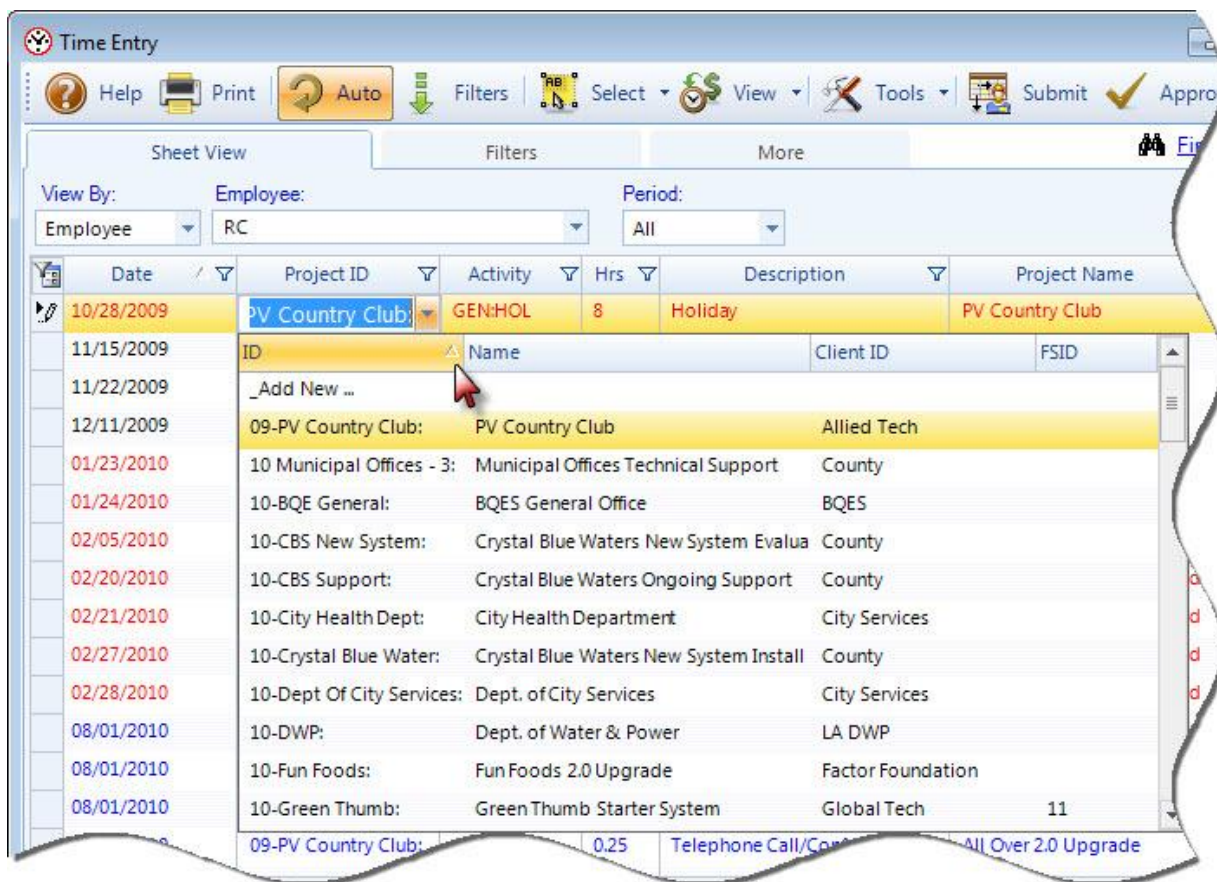 Time Entry
Help Print Auto Filters AB Select View Tools Submit Appro
Sheet View Filters More Fi
View By: Employee: Period:
Employee RC All
Date Project ID Activity Hrs Description Project Name
10/28/2009 PV Country Club: GEN:HOL 8 Holiday PV Country Club
11/15/2009 ID Name Client ID FSID
11/22/2009 _Add New ...
12/11/2009 09-PV Country Club: PV Country Club Allied Tech
01/23/2010 10 Municipal Offices - 3: Municipal Offices Technical Support County
01/24/2010 10-BQE General: BQES General Office BQES
02/05/2010 10-CBS New System: Crystal Blue Waters New System Evalua County
02/20/2010 10-CBS Support: Crystal Blue Waters Ongoing Support County d
02/21/2010 10-City Health Dept: City Health Department City Services d
02/27/2010 10-Crystal Blue Water: Crystal Blue Waters New System Install County d
02/28/2010 10-Dept Of City Services: Dept. of City Services City Services d
08/01/2010 10-DWP: Dept. of Water & Power LA DWP
08/01/2010 10-Fun Foods: Fun Foods 2.0 Upgrade Factor Foundation
08/01/2010 10-Green Thumb: Green Thumb Starter System Global Tech 11
09-PV Country Club: 0.25 Telephone Call/Con All Over 2.0 Upgrade